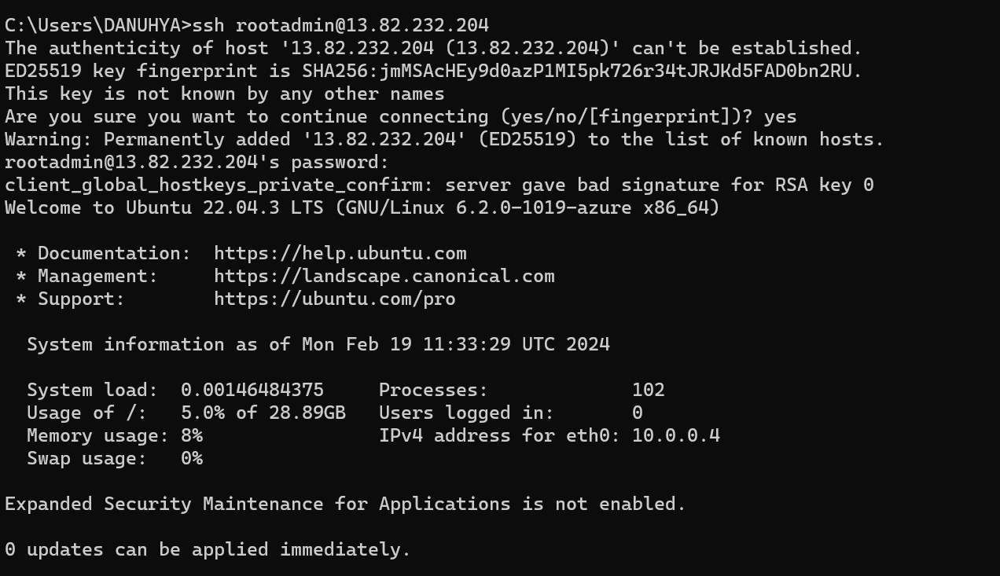 C:\Users\DANUHYA>ssh rootadmin@13.82.232.204
The authenticity of host '13.82.232.204 (13.82.232.204)' can't be established.
ED25519 key fingerprint is SHA256:jmMSAcHEy9d0azP1MI5pk726r34tJRJKd5FAD0bn2RU.
This key is not known by any other names
Are you sure you want to continue connecting (yes/no/[fingerprint])? yes
Warning: Permanently added '13.82.232.204' (ED25519) to the list of known hosts.
rootadmin@13.82.232.204's password:
client_global_hostkeys_private_confirm: server gave bad signature for RSA key 0
Welcome to Ubuntu 22.04.3 LTS (GNU/Linux 6.2.0-1019-azure x86_64)

 * Documentation:  https://help.ubuntu.com
 * Management:     https://landscape.canonical.com
 * Support:        https://ubuntu.com/pro

  System information as of Mon Feb 19 11:33:29 UTC 2024

  System load:  0.00146484375     Processes:             102
  Usage of /:   5.0% of 28.89GB   Users logged in:       0
  Memory usage: 8%                IPv4 address for eth0: 10.0.0.4
  Swap usage:   0%

Expanded Security Maintenance for Applications is not enabled.

0 updates can be applied immediately.